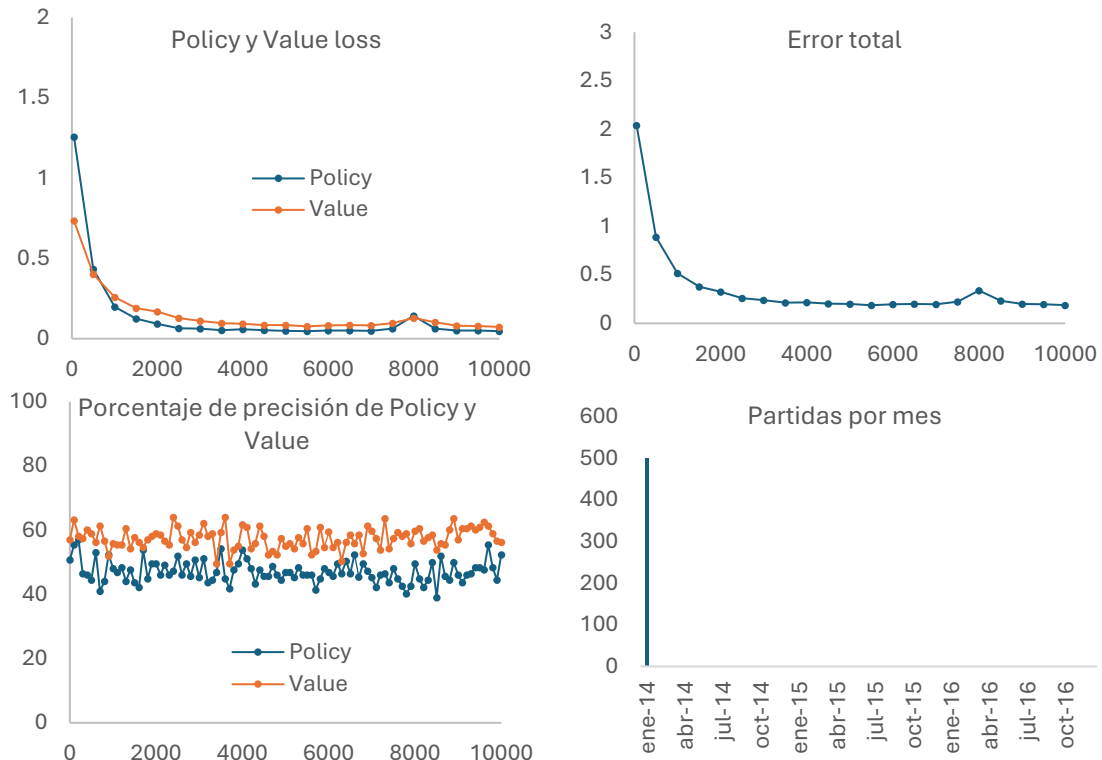 Policy y Value loss
2
1.5
1
0.5
0
Policy
Value
0 2000 4000 6000 8000 10000
Error total
3
2.5
2
1.5
1
0.5
0
0 2000 4000 6000 8000 10000
Porcentaje de precisión de Policy y
Value
100
80
60
40
20
0
Policy
Value
0 2000 4000 6000 8000 10000
Partidas por mes
600
500
400
300
200
100
0
ene-14
abr-14
jul-14
oct-14
ene-15
abr-15
jul-15
oct-15
ene-16
abr-16
jul-16
oct-16